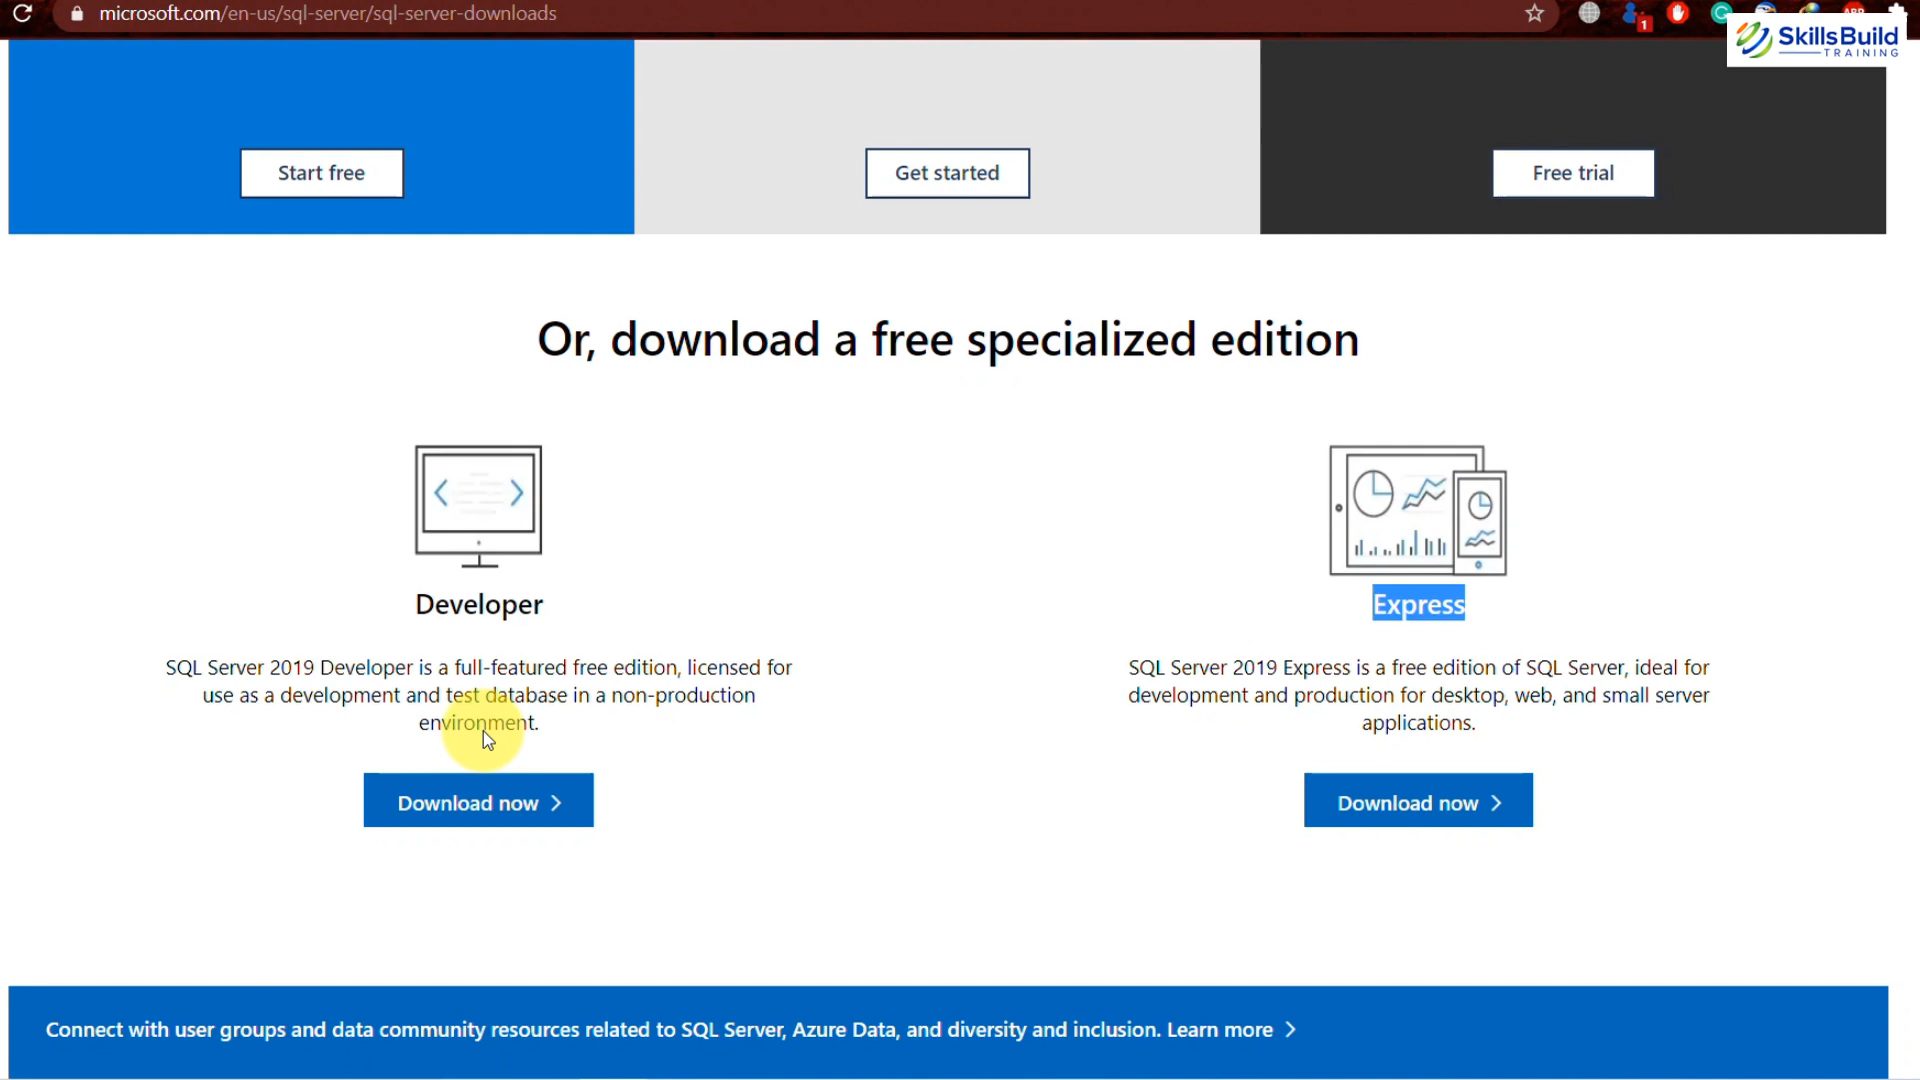 microsoft.com/en-us/sql-server/sql-server-downloads
1
ABP
SkillsBuild
TRAINING
Start free
Get started
Free trial
Or, download a free specialized edition
Developer
Express
SQL Server 2019 Developer is a full-featured free edition, licensed for
use as a development and test database in a non-production
environment.
SQL Server 2019 Express is a free edition of SQL Server, ideal for
development and production for desktop, web, and small server
applications.
Download now
Download now
Connect with user groups and data community resources related to SQL Server, Azure Data, and diversity and inclusion. Learn more